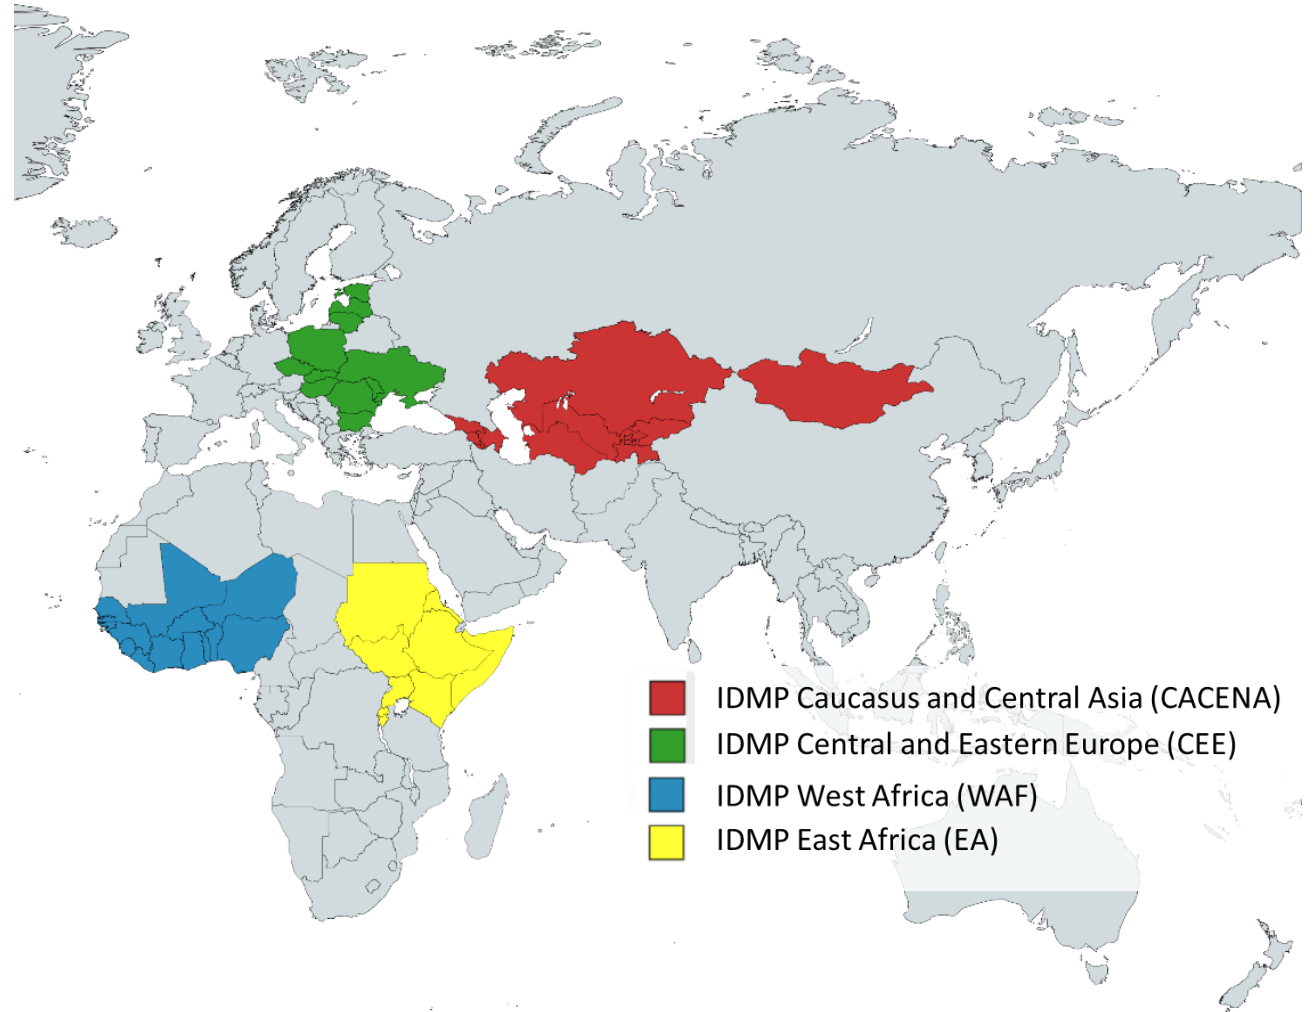 IDMP Caucasus and Central Asia (CACENA)
IDMP Central and Eastern Europe (CEE)
IDMP West Africa (WAF)
IDMP East Africa (EA)